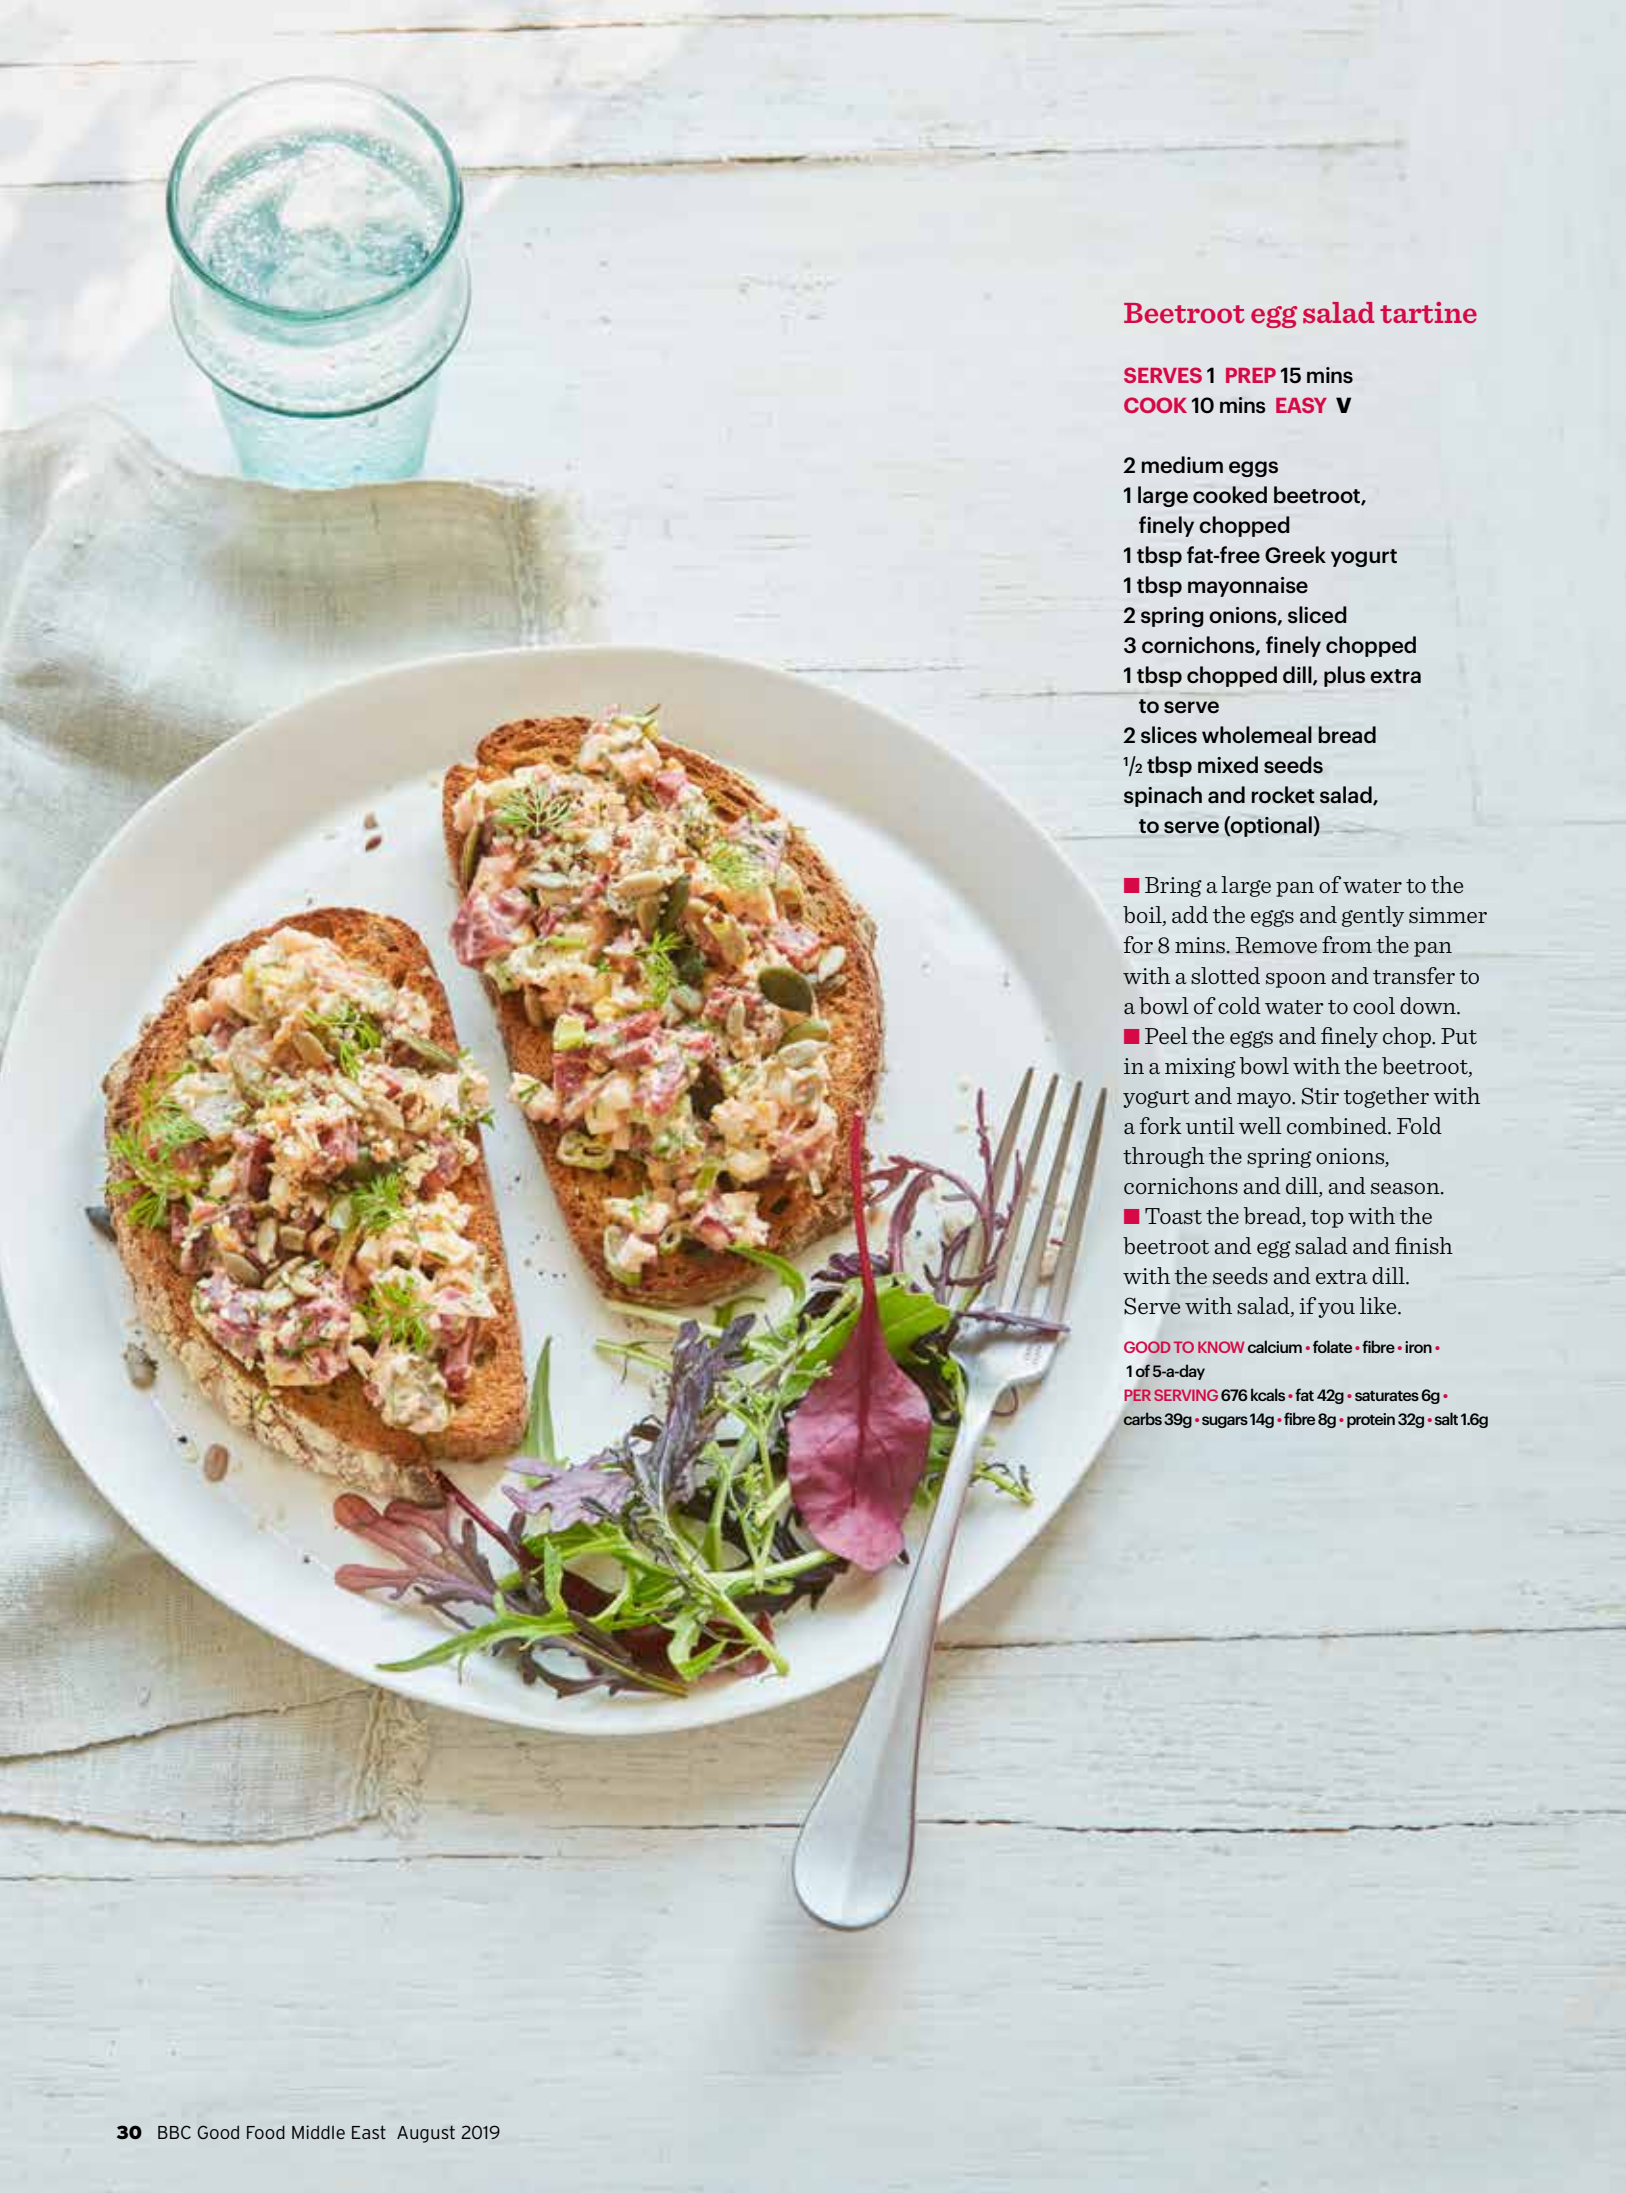 Beetroot egg salad tartine
SERVES 1 PREP 15 mins
COOK 10 mins EASY V
2 medium eggs
1 large cooked beetroot,
finely chopped
1 tbsp fat-free Greek yogurt
1 tbsp mayonnaise
2 spring onions, sliced
3 cornichons, finely chopped
1 tbsp chopped dill, plus extra
to serve
2 slices wholemeal bread
1/2 tbsp mixed seeds
spinach and rocket salad,
to serve (optional)
■ Bring a large pan of water to the
boil, add the eggs and gently simmer
for 8 mins. Remove from the pan
with a slotted spoon and transfer to
a bowl of cold water to cool down.
■ Peel the eggs and finely chop. Put
in a mixing bowl with the beetroot,
yogurt and mayo. Stir together with
a fork until well combined. Fold
through the spring onions,
cornichons and dill, and season.
■ Toast the bread, top with the
beetroot and egg salad and finish
with the seeds and extra dill.
Serve with salad, if you like.
GOOD TO KNOW calcium • folate • fibre • iron •
1 of 5-a-day
PER SERVING 676 kcals • fat 42g • saturates 6g •
carbs 39g • sugars 14g • fibre 8g • protein 32g • salt 1.6g
30 BBC Good Food Middle East August 2019